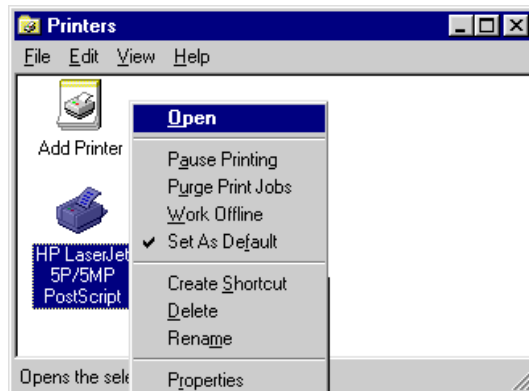 Printers
File Edit View Help
Add Printer
HP LaserJet
5P/5MP
PostScript
Open
Pause Printing
Purge Print Jobs
Work Offline
Set As Default
Create Shortcut
Delete
Rename
Properties
Opens the